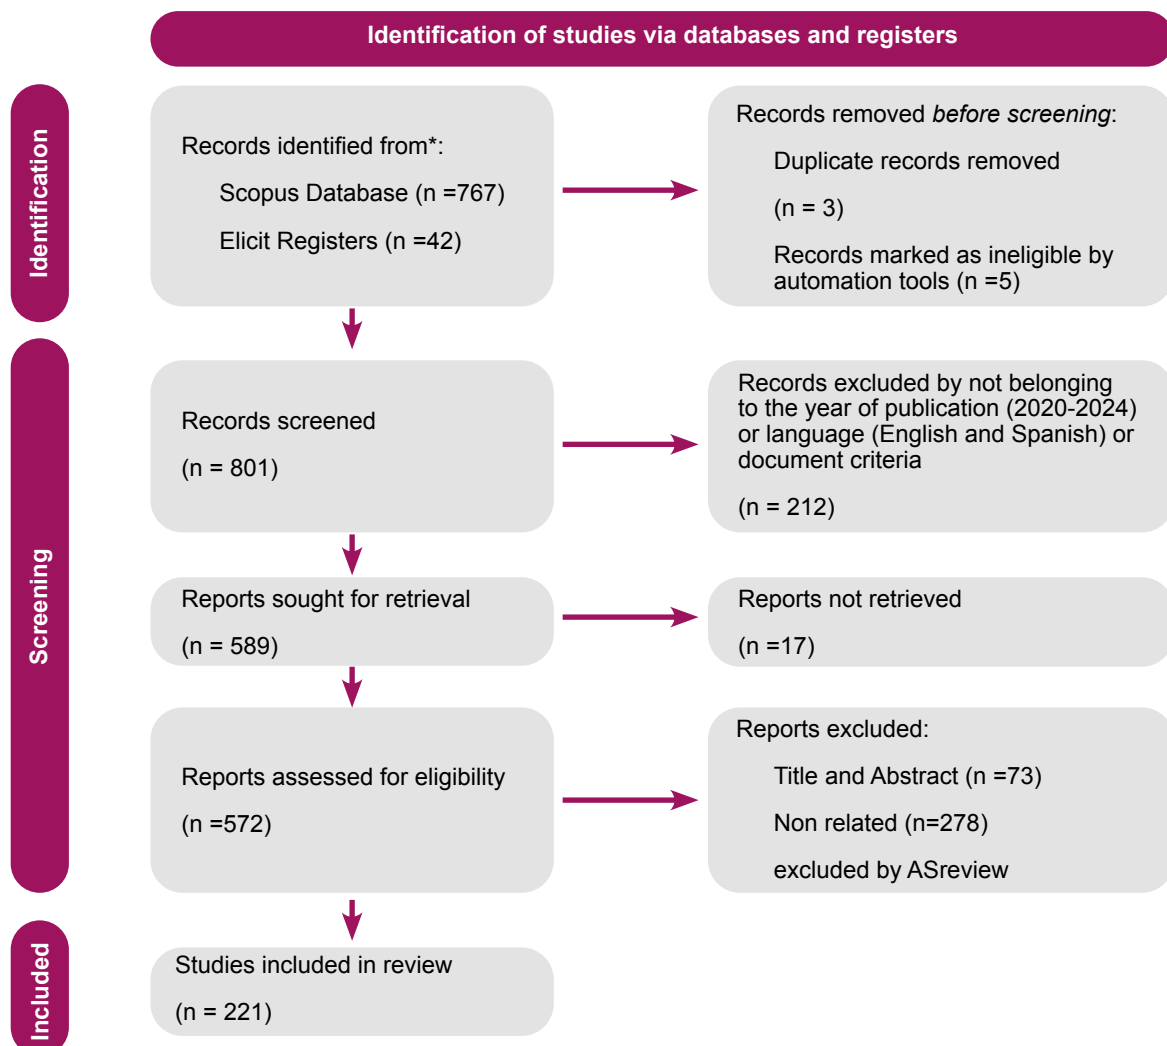 Identification of studies via databases and registers
Identification
Records identified from*:
Scopus Database (n =767)
Elicit Registers (n =42)
Records removed before screening:
Duplicate records removed
(n = 3)
Records marked as ineligible by
automation tools (n =5)
Screening
Records screened
(n = 801)
Records excluded by not belonging
to the year of publication (2020-2024)
or language (English and Spanish) or
document criteria
(n = 212)
Reports sought for retrieval
(n = 589)
Reports not retrieved
(n =17)
Reports assessed for eligibility
(n =572)
Reports excluded:
Title and Abstract (n =73)
Non related (n=278)
excluded by ASreview
Included
Studies included in review
(n = 221)